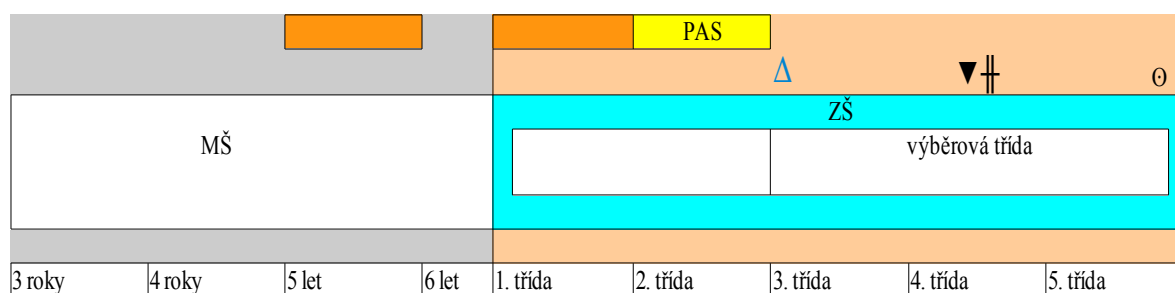 PAS
Δ ▼ ╫ ʘ
ZŠ
MŠ výběrová třída
3 roky 4 roky 5 let 6 let 1. třída 2. třída 3. třída 4. třída 5. třída